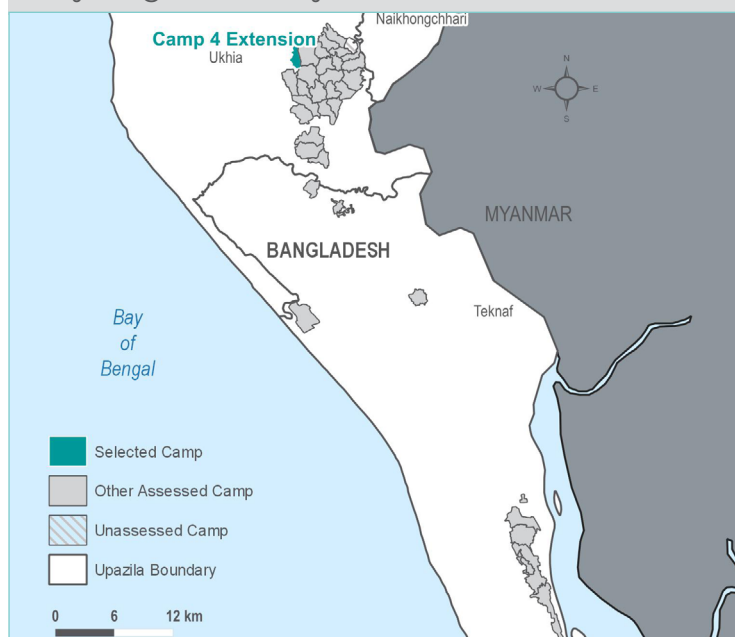 Naikhongchhari
Camp 4 Extension
Ukhia
N
W
E
S
MYANMAR
BANGLADESH
Teknaf
Bay
of
Bengal
Selected Camp
Other Assessed Camp
Unassessed Camp
Upazila Boundary
0 6 12 km